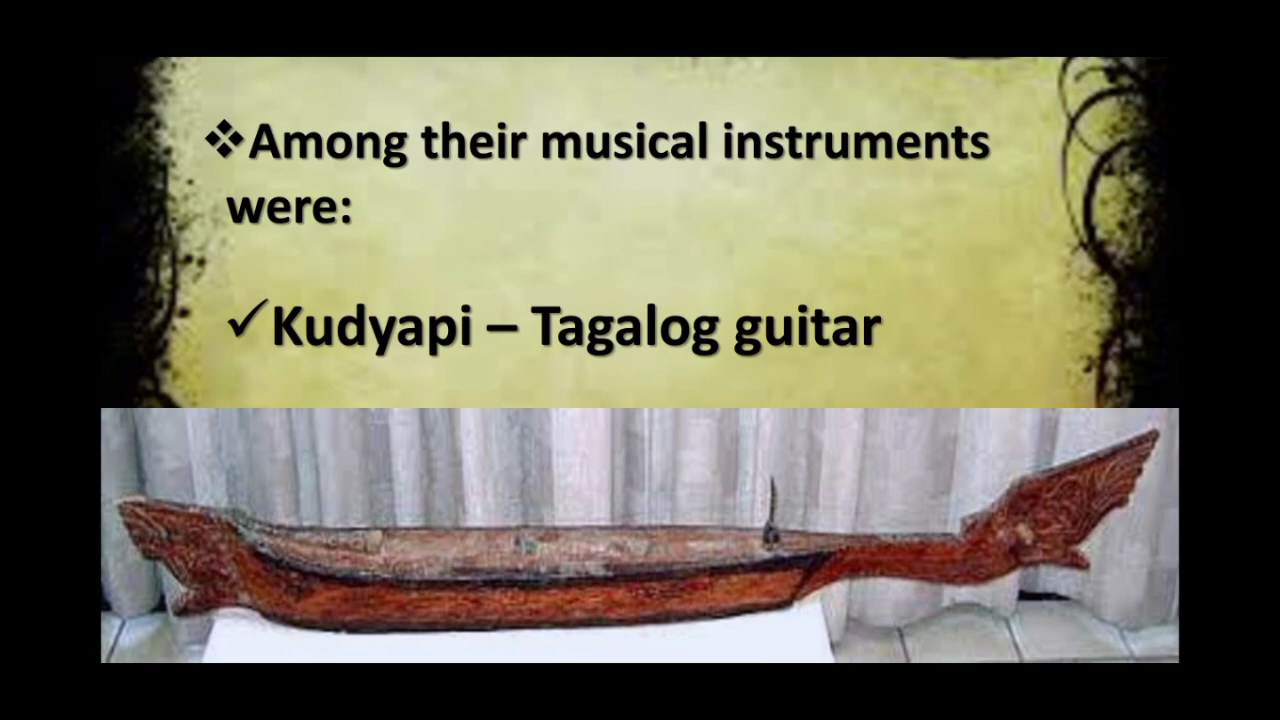 ❖Among their musical instruments
were:
✓Kudyapi – Tagalog guitar